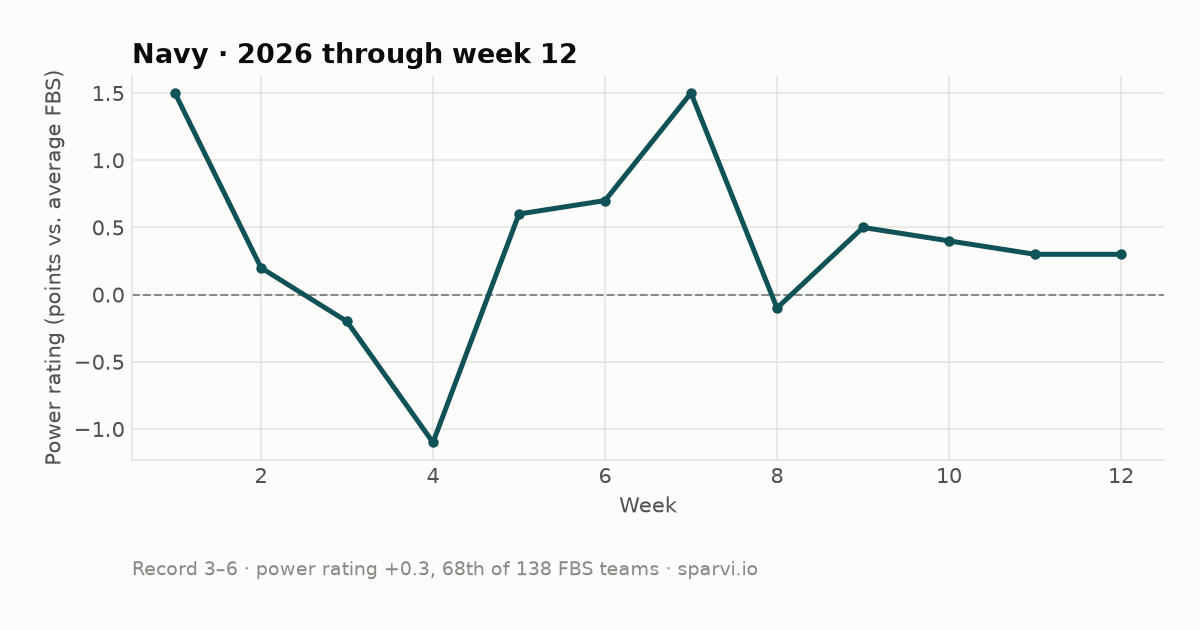 Navy · 2026 through week 12
Power rating (points vs. average FBS)
1.5
1.0
0.5
0.0
−0.5
−1.0
2 4 6 8 10 12
Week
Record 3–6 · power rating +0.3, 68th of 138 FBS teams · sparvi.io